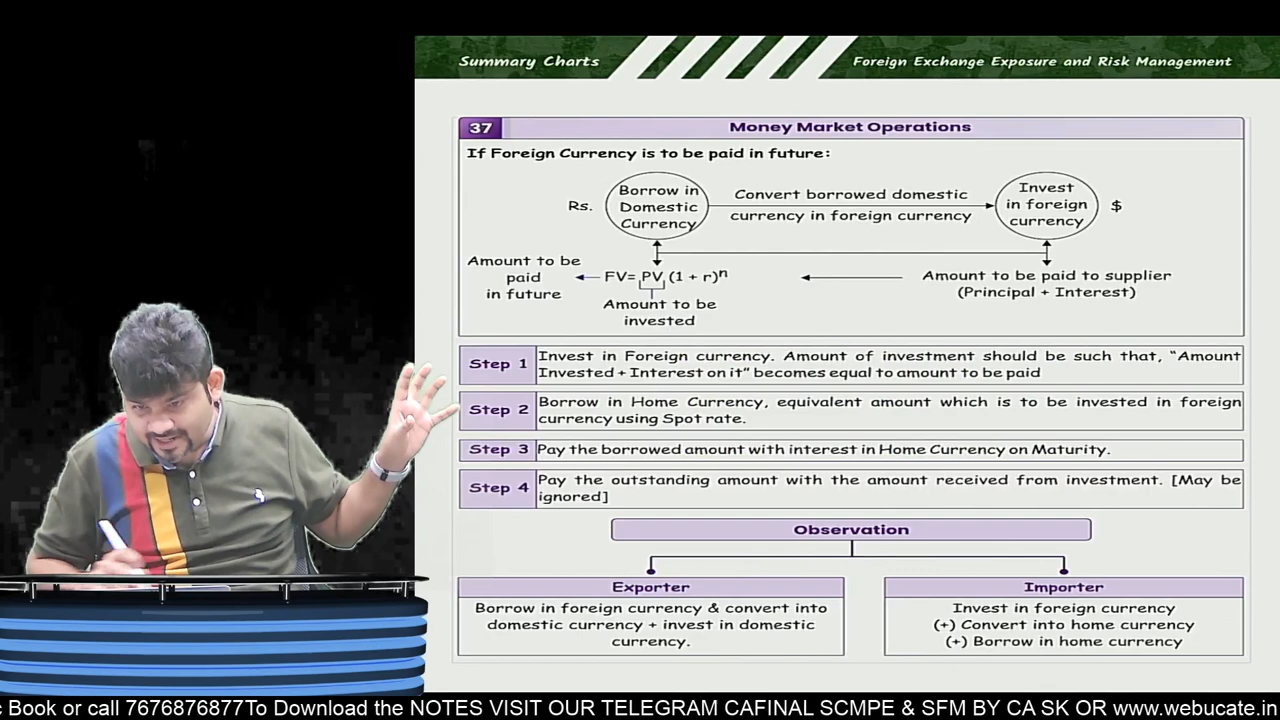 Summary Charts
Foreign Exchange Exposure and Risk Management
37
Money Market Operations
If Foreign Currency is to be paid in future:
Rs.
Borrow in
Domestic
Currency
Convert borrowed domestic
currency in foreign currency
Invest
in foreign
currency
$
Amount to be
paid
in future
FV= PV (1 + r)n
Amount to be
invested
Amount to be paid to supplier
(Principal + Interest)
Step 1
Invest in Foreign currency. Amount of investment should be such that, “Amount
Invested + Interest on it” becomes equal to amount to be paid
Step 2
Borrow in Home Currency, equivalent amount which is to be invested in foreign
currency using Spot rate.
Step 3
Pay the borrowed amount with interest in Home Currency on Maturity.
Step 4
Pay the outstanding amount with the amount received from investment. [May be
ignored]
Observation
Exporter
Borrow in foreign currency & convert into
domestic currency + invest in domestic
currency.
Importer
Invest in foreign currency
(+) Convert into home currency
(+) Borrow in home currency
Book or call 7676876877To Download the NOTES VISIT OUR TELEGRAM CAFINAL SCMPE & SFM BY CA SK OR www.webucate.in